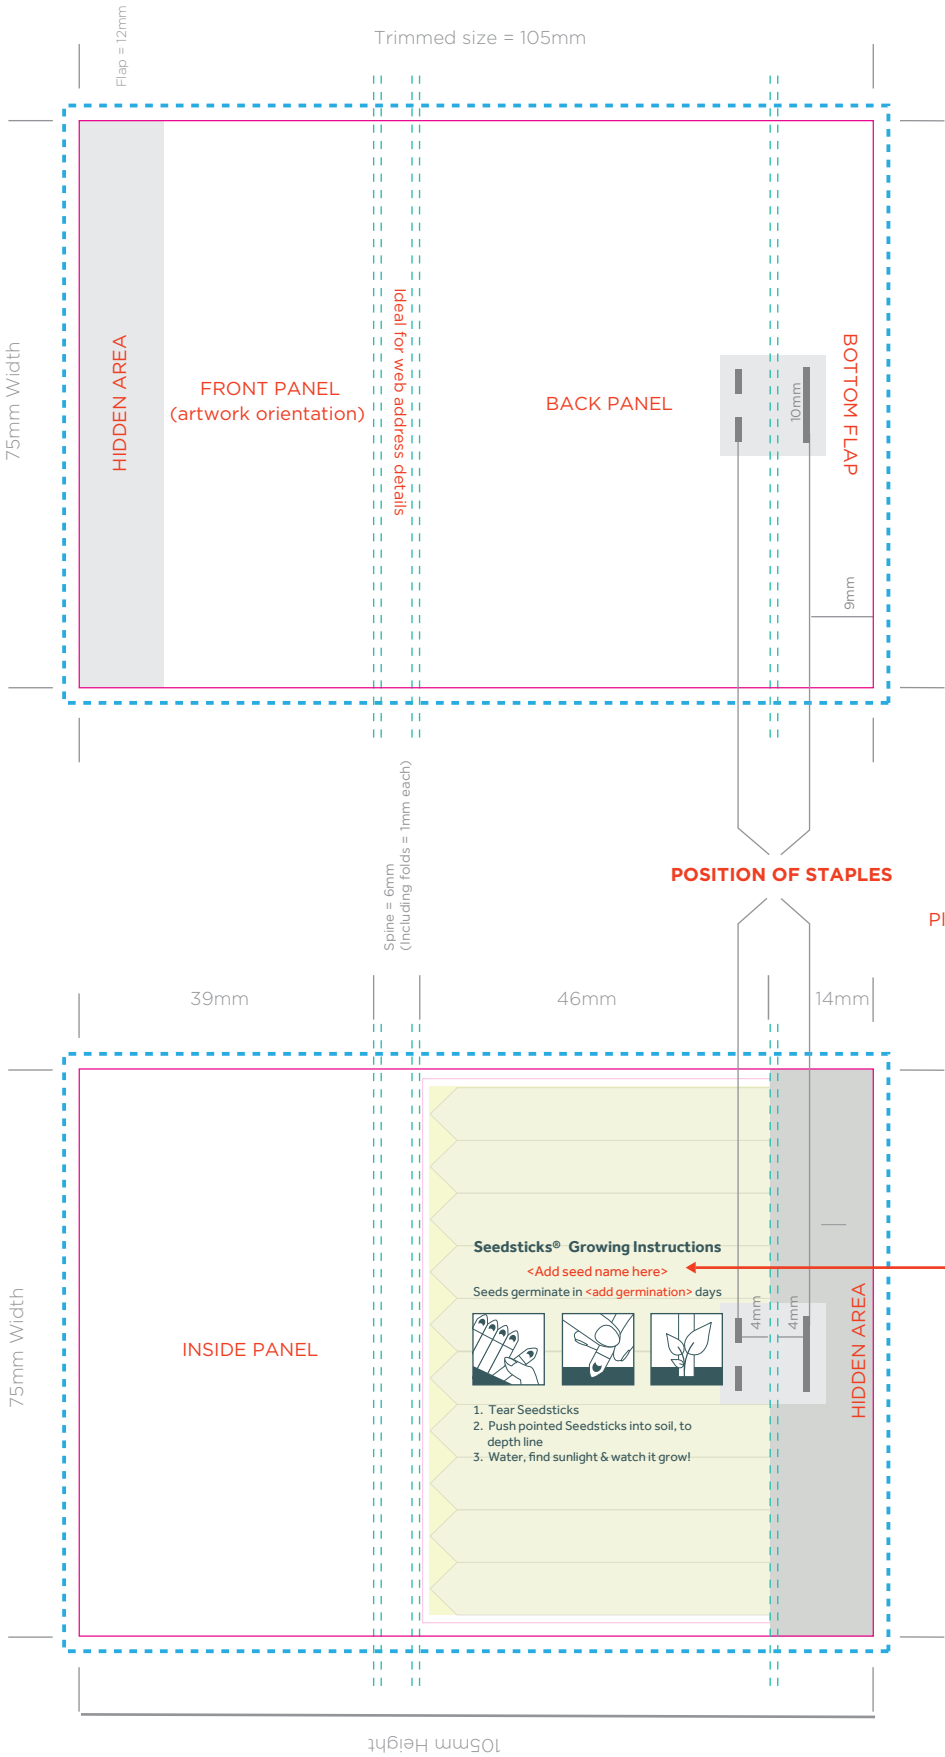 Flap = 12mm
Trimmed size = 105mm
75mm Width
HIDDEN AREA
FRONT PANEL
(artwork orientation)
Ideal for web address details
BACK PANEL
10mm
BOTTOM FLAP
9mm
Spine = 6mm
(Including folds = 1mm each)
POSITION OF STAPLES
Pl
39mm
46mm
14mm
75mm Width
INSIDE PANEL
Seedsticks® Growing Instructions
<Add seed name here>
Seeds germinate in <add germination> days
4mm
4mm
HIDDEN AREA
1. Tear Seedsticks
2. Push pointed Seedsticks into soil, to
depth line
3. Water, find sunlight & watch it grow!
105mm Height